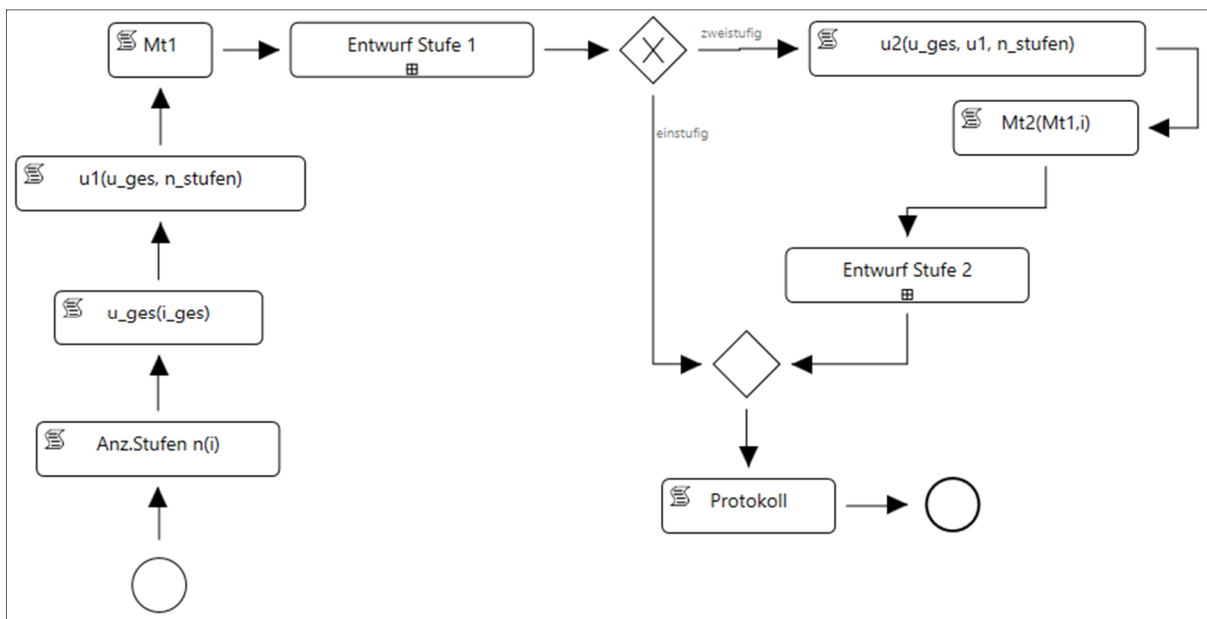 Mt1
Entwurf Stufe 1
zweistufig
u2(u_ges, u1, n_stufen)
einstufig
Mt2(Mt1,i)
u1(u_ges, n_stufen)
Entwurf Stufe 2
u_ges(i_ges)
Anz.Stufen n(i)
Protokoll